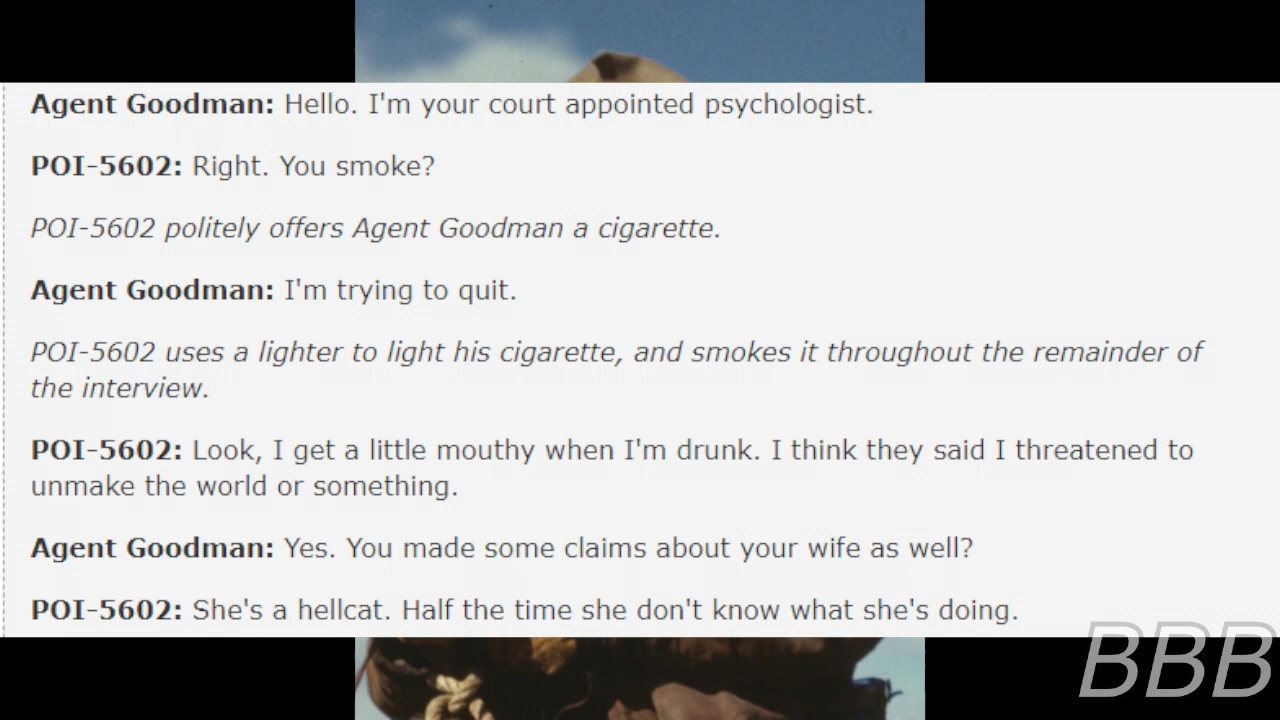 Agent Goodman: Hello. I'm your court appointed psychologist.
POI-5602: Right. You smoke?
POI-5602 politely offers Agent Goodman a cigarette.
Agent Goodman: I'm trying to quit.
POI-5602 uses a lighter to light his cigarette, and smokes it throughout the remainder of
the interview.
POI-5602: Look, I get a little mouthy when I'm drunk. I think they said I threatened to
unmake the world or something.
Agent Goodman: Yes. You made some claims about your wife as well?
POI-5602: She's a hellcat. Half the time she don't know what she's doing.
BBB